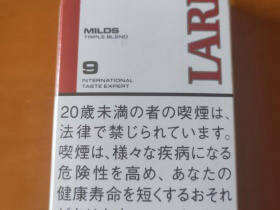 MILDS
TRIPLE BLEND
9
INTERNATIONAL
TASTE EXPERT
LAR
20歳未満の者の喫煙は、
法律で禁じられています。
喫煙は、様々な疾病になる
危険性を高め、あなたの
健康寿命を短くするおそれ